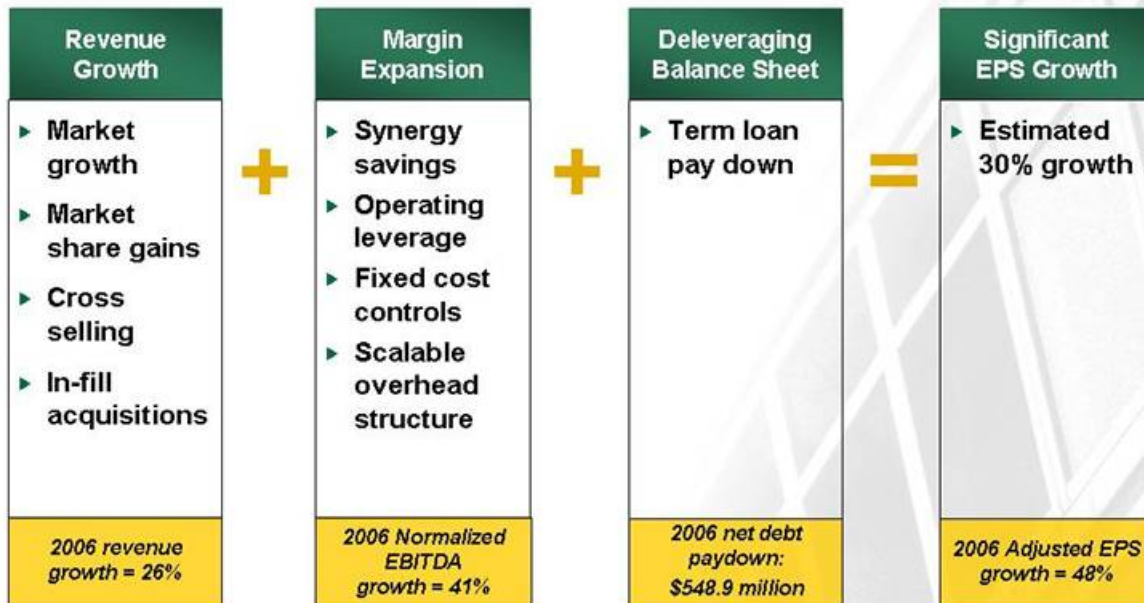 Revenue
Growth
▶ Market
growth
▶ Market
share gains
▶ Cross
selling
▶ In-fill
acquisitions
2006 revenue
growth = 26%
+
Margin
Expansion
▶ Synergy
savings
▶ Operating
leverage
▶ Fixed cost
controls
▶ Scalable
overhead
structure
2006 Normalized
EBITDA
growth = 41%
+
Deleveraging
Balance Sheet
▶ Term loan
pay down
2006 net debt
paydown:
$548.9 million
=
Significant
EPS Growth
▶ Estimated
30% growth
2006 Adjusted EPS
growth = 48%